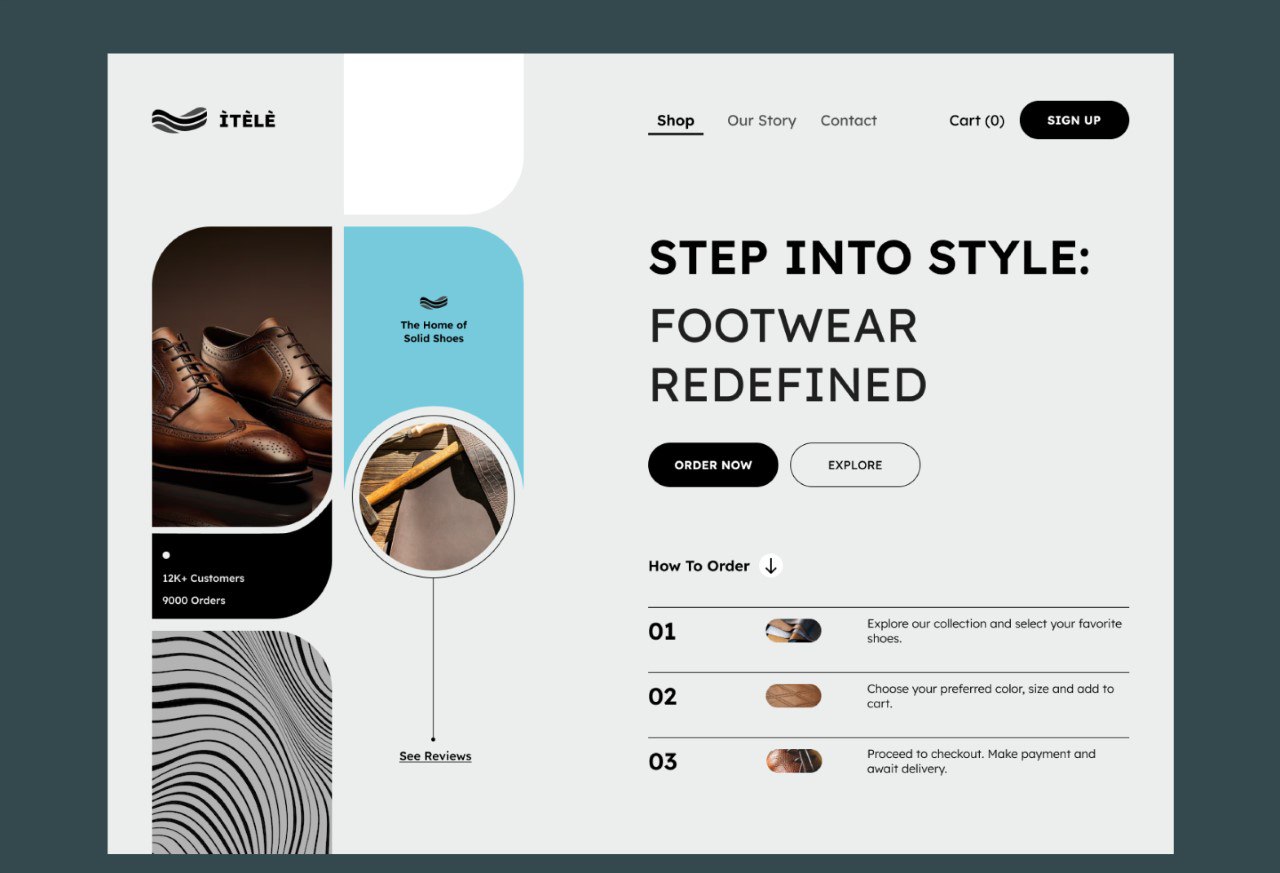 ÌTÈLÈ
Shop
Our Story
Contact
Cart (0)
SIGN UP
The Home of
Solid Shoes
12K+ Customers
9000 Orders
See Reviews
STEP INTO STYLE:
FOOTWEAR
REDEFINED
ORDER NOW
EXPLORE
How To Order
01
Explore our collection and select your favorite
shoes.
02
Choose your preferred color, size and add to
cart.
03
Proceed to checkout. Make payment and
await delivery.